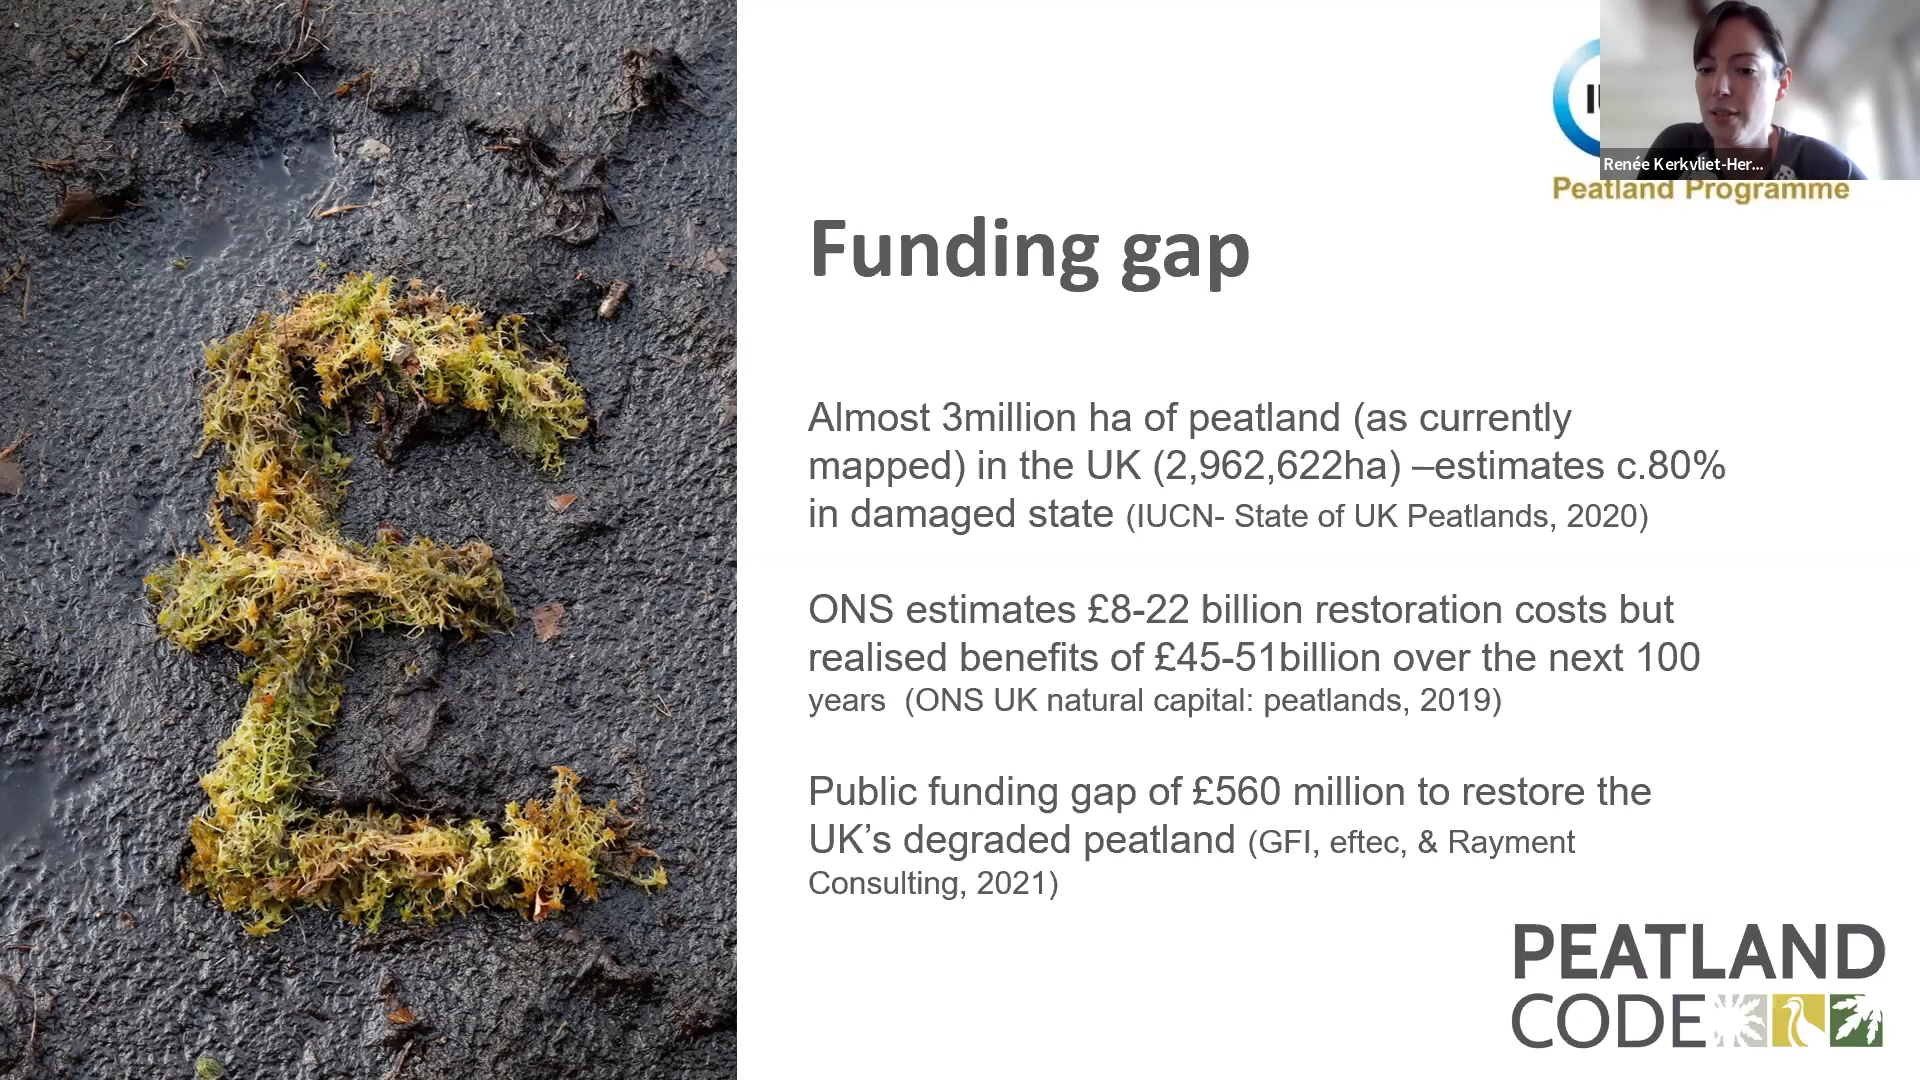 Renée Kerkvliet-Her...
Peatland Programme
Funding gap
Almost 3million ha of peatland (as currently
mapped) in the UK (2,962,622ha) –estimates c.80%
in damaged state (IUCN- State of UK Peatlands, 2020)
ONS estimates £8-22 billion restoration costs but
realised benefits of £45-51billion over the next 100
years (ONS UK natural capital: peatlands, 2019)
Public funding gap of £560 million to restore the
UK’s degraded peatland (GFI, eftec, & Rayment
Consulting, 2021)
PEATLAND
CODE